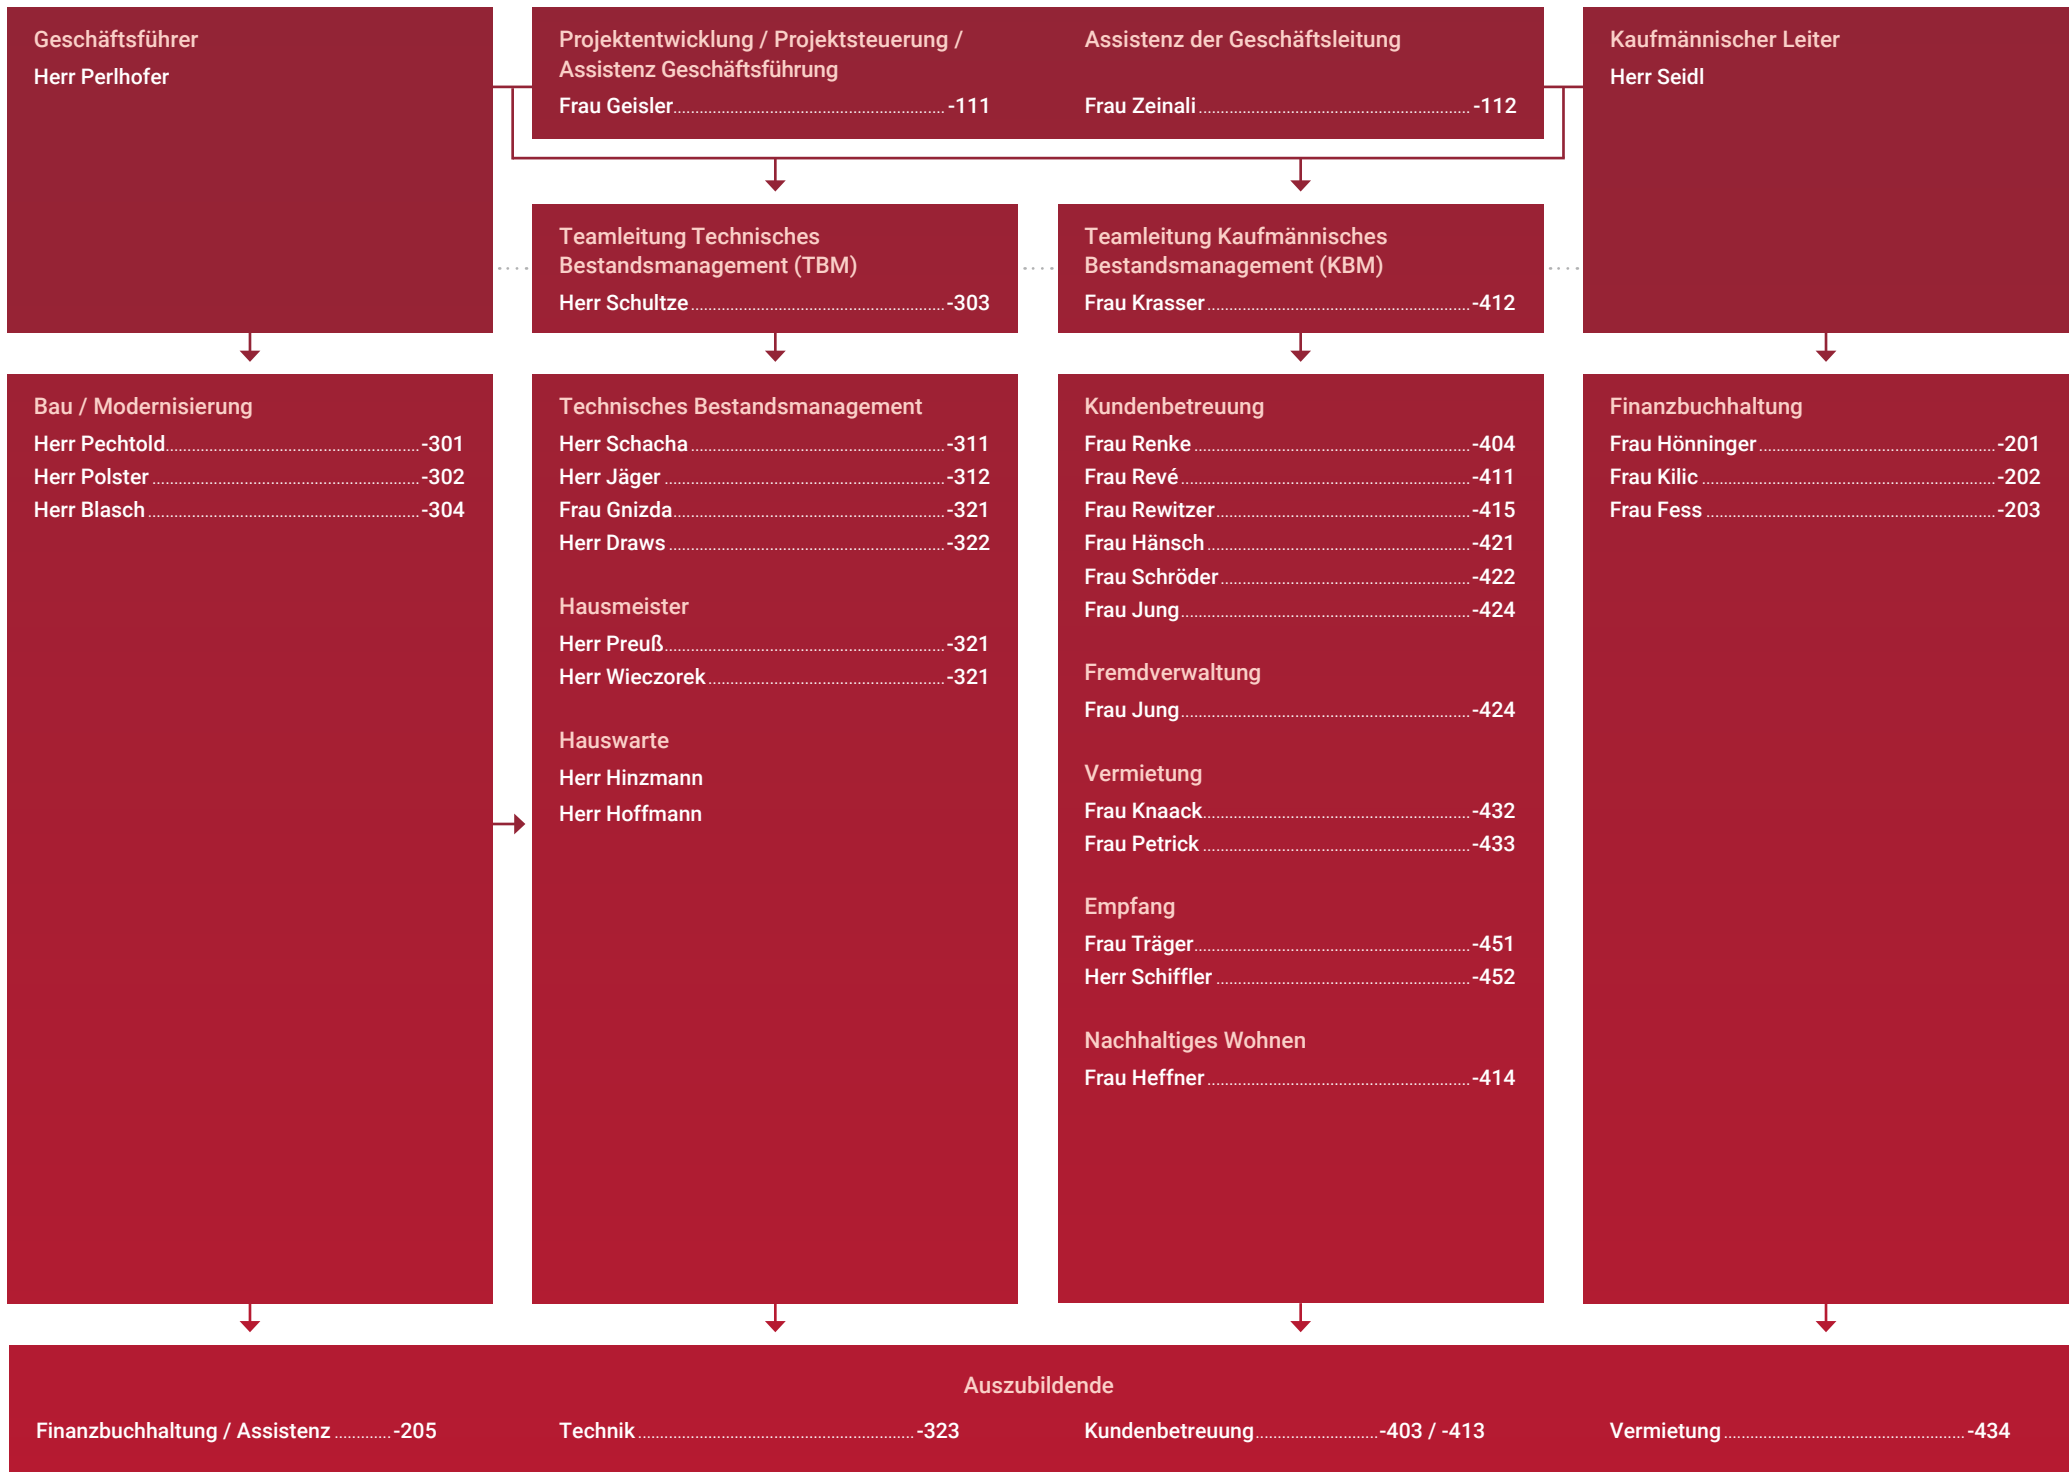 Geschäftsführer
Herr Perlhofer
Projektentwicklung / Projektsteuerung /
Assistenz Geschäftsführung
Frau Geisler -111
Assistenz der Geschäftsleitung
Frau Zeinali -112
Kaufmännischer Leiter
Herr Seidl
Teamleitung Technisches
Bestandsmanagement (TBM)
Herr Schultze -303
Teamleitung Kaufmännisches
Bestandsmanagement (KBM)
Frau Krasser -412
Bau / Modernisierung
Herr Pechtold -301
Herr Polster -302
Herr Blasch -304
Technisches Bestandsmanagement
Herr Schacha -311
Herr Jäger -312
Frau Gnizda -321
Herr Draws -322
Hausmeister
Herr Preuß -321
Herr Wieczorek -321
Hauswarte
Herr Hinzmann
Herr Hoffmann
Kundenbetreuung
Frau Renke -404
Frau Revé -411
Frau Rewitzer -415
Frau Hänsch -421
Frau Schröder -422
Frau Jung -424
Fremdverwaltung
Frau Jung -424
Vermietung
Frau Knaack -432
Frau Petrick -433
Empfang
Frau Träger -451
Herr Schiffler -452
Nachhaltiges Wohnen
Frau Heffner -414
Finanzbuchhaltung
Frau Hönninger -201
Frau Kilic -202
Frau Fess -203
Auszubildende
Finanzbuchhaltung / Assistenz -205
Technik -323
Kundenbetreuung -403 / -413
Vermietung -434